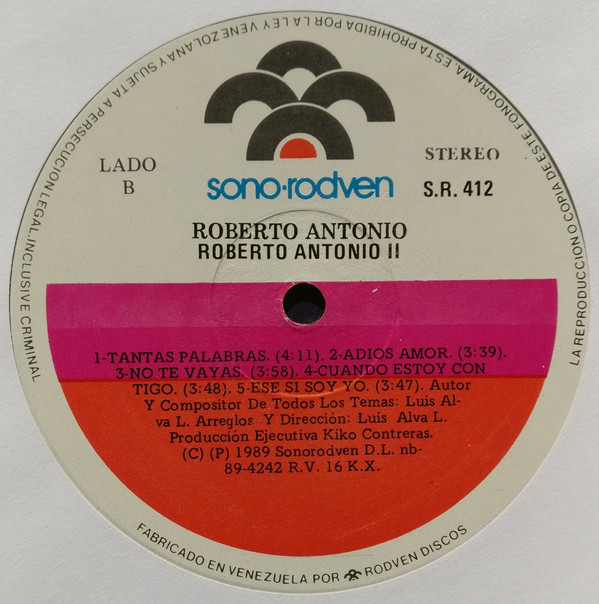 LADO
B
STEREO
S.R. 412
sono·rodven
ROBERTO ANTONIO
ROBERTO ANTONIO II
1-TANTAS PALABRAS. (4:11). 2-ADIOS AMOR. (3:39).
3-NO TE VAYAS. (3:58). 4-CUANDO ESTOY CON
TIGO. (3:48). 5-ESE SI SOY YO. (3:47). Autor
Y Compositor De Todos Los Temas: Luis Al-
va L. Arreglos Y Dirección: Luis Alva L.
Producción Ejecutiva Kiko Contreras.
(C) (P) 1989 Sonorodven D.L. nb-
89-4242 R.V. 16 K.X.
LA REPRODUCCION O COPIA DE ESTE FONOGRAMA, ESTA PROHIBIDA POR LA LEY VENEZOLANA Y SUJETA A PERSECUCION LEGAL. INCLUSIVE CRIMINAL
FABRICADO EN VENEZUELA POR RODVEN DISCOS